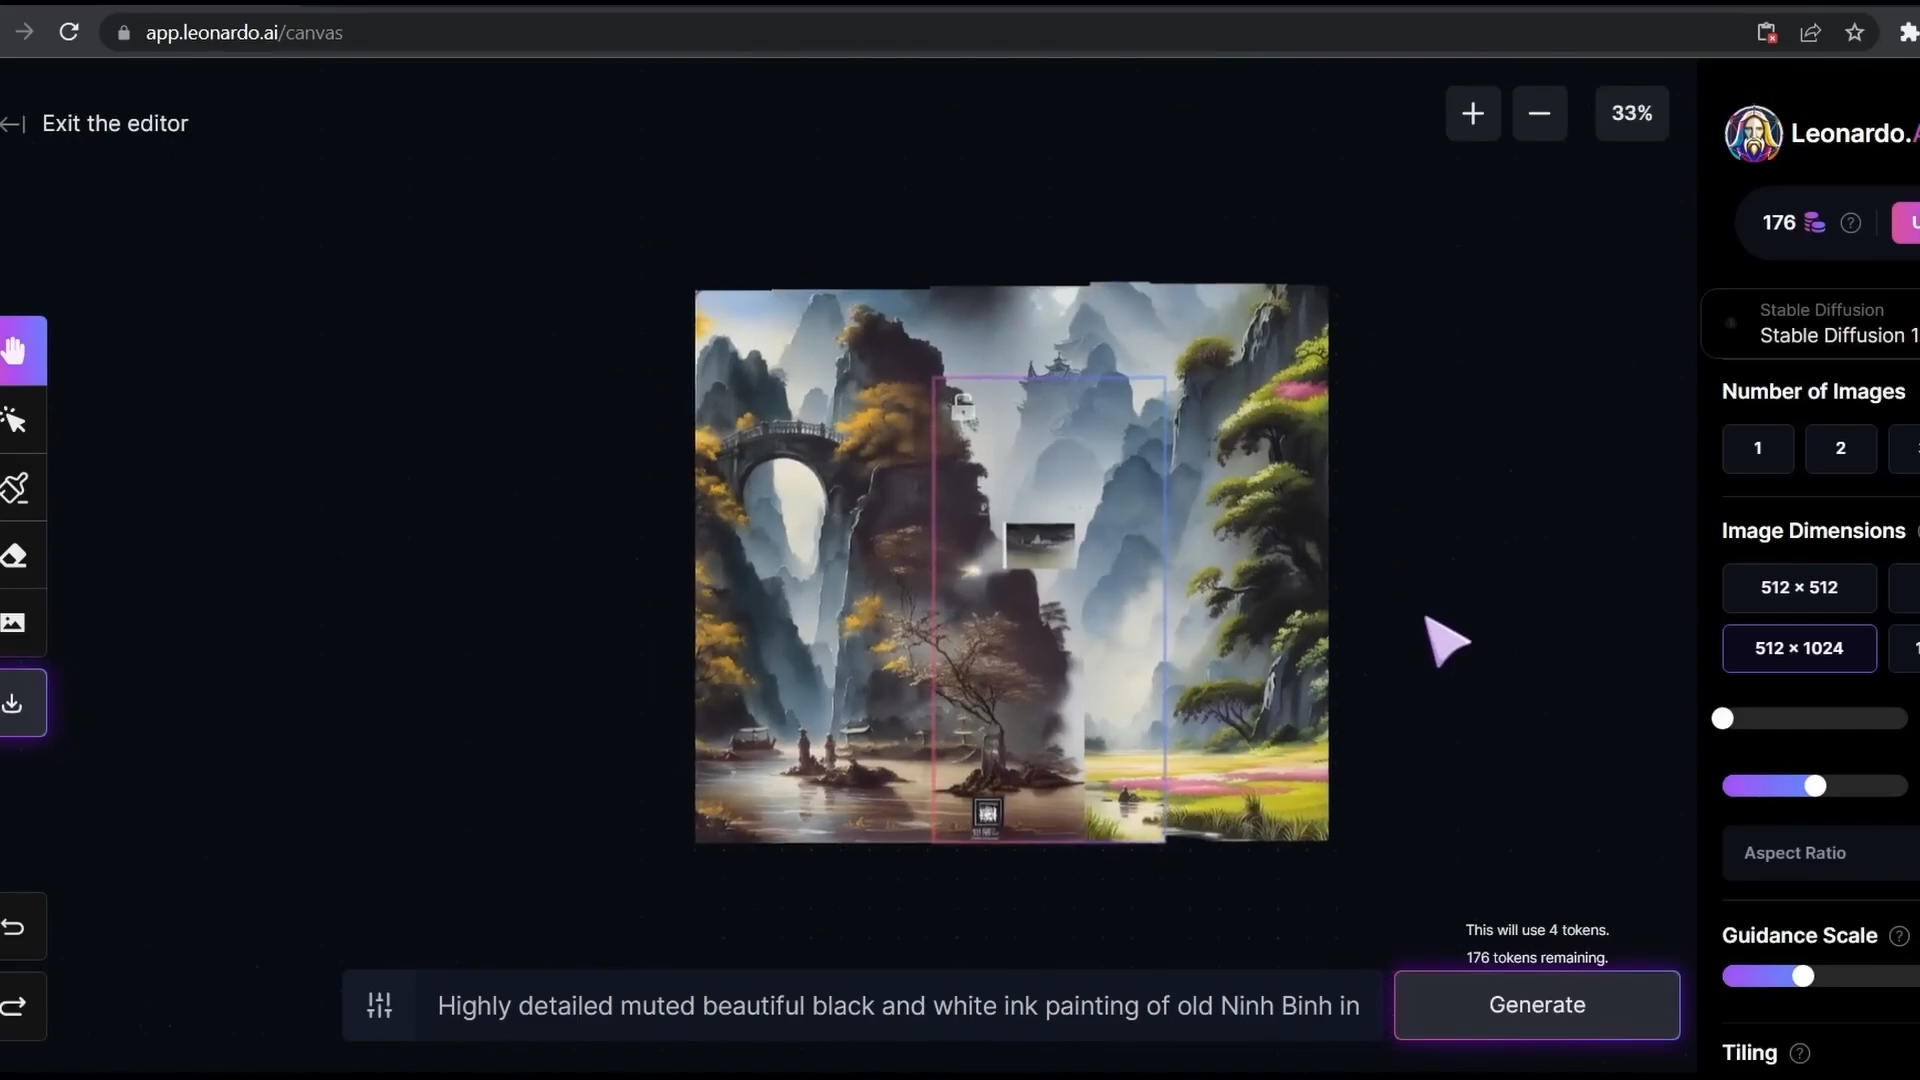 app.leonardo.ai/canvas
Exit the editor
33%
Leonardo.
176
Stable Diffusion
Stable Diffusion 1
Number of Images
1
2
Image Dimensions
512 × 512
512 × 1024
Aspect Ratio
This will use 4 tokens.
176 tokens remaining.
Guidance Scale
Highly detailed muted beautiful black and white ink painting of old Ninh Binh in
Generate
Tiling